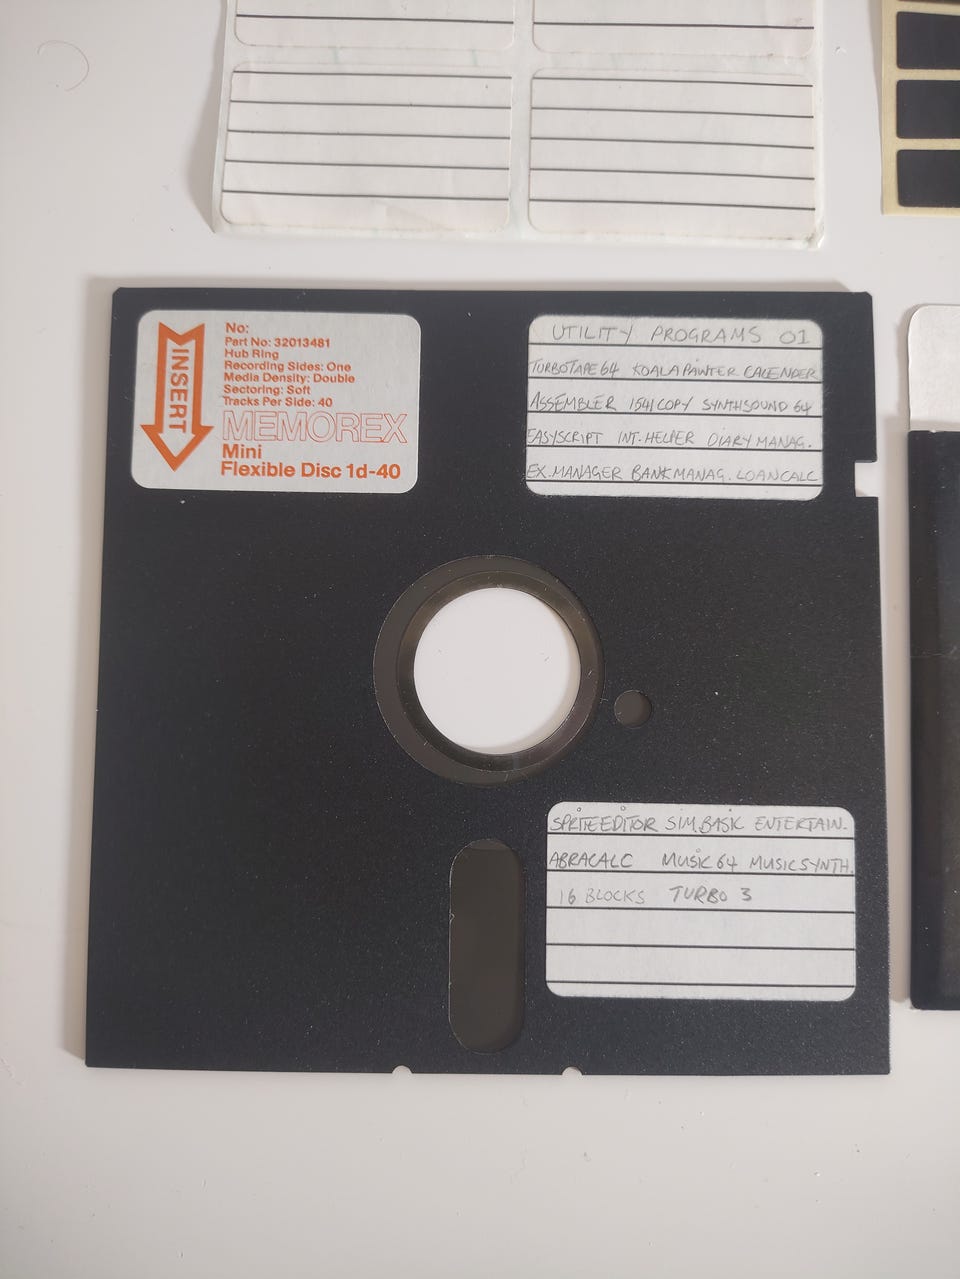 INSERT
No:
Part No: 32013481
Hub Ring
Recording Sides: One
Media Density: Double
Sectoring: Soft
Tracks Per Side: 40
MEMOREX
Mini
Flexible Disc 1d-40
UTILITY PROGRAMS 01
TURBOTAPE64 KOALAPAINTER CALENDER
ASSEMBLER 1541COPY SYNTHSOUND 64
EASYSCRIPT INT.HELPER DIARY MANAG.
EX.MANAGER BANKMANAG. LOANCALC
SPRITEEDITOR SIM.BASIC ENTERTAIN.
ABRACALC MUSIC64 MUSICSYNTH.
16 BLOCKS TURBO 3